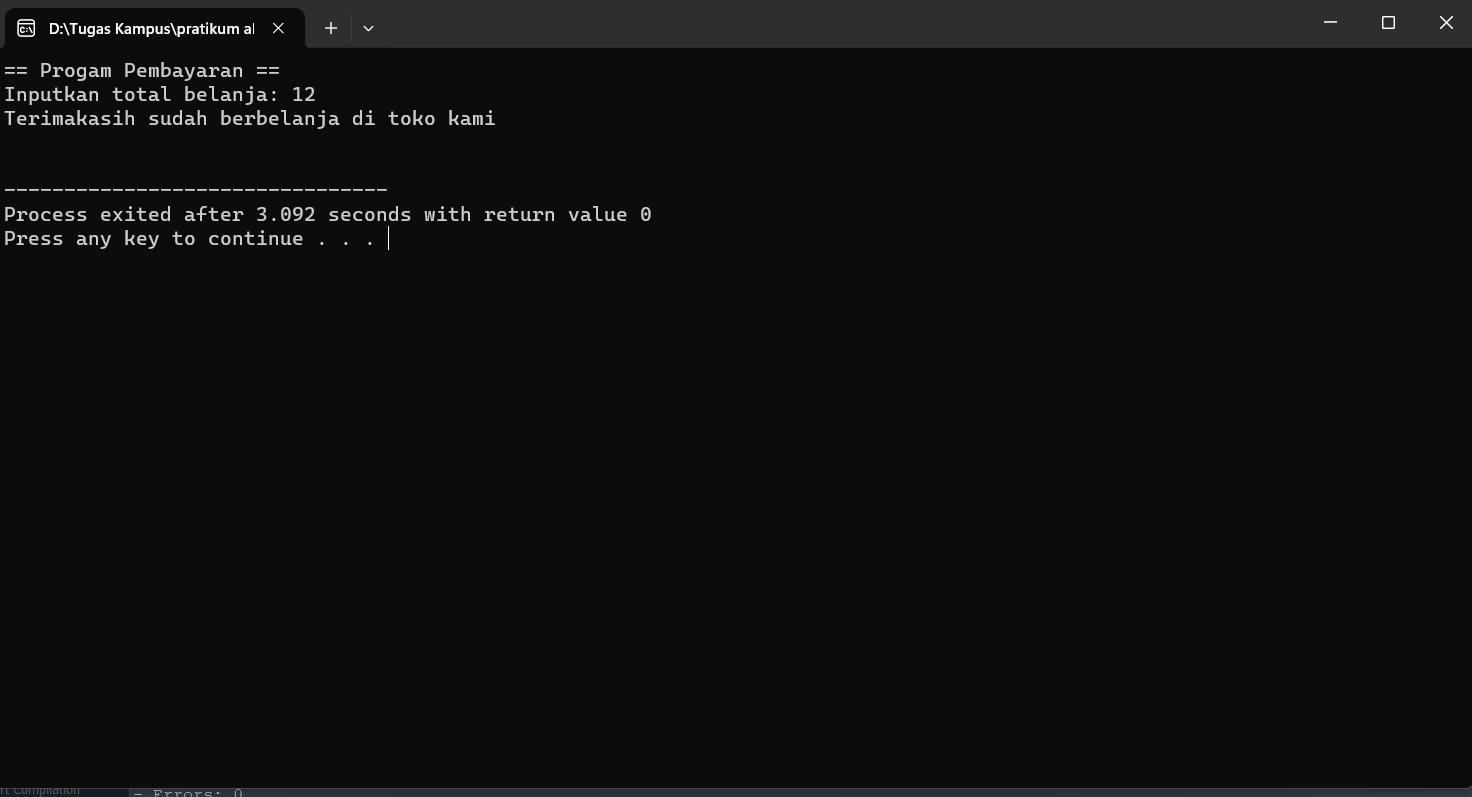 D:\Tugas Kampus\pratikum al
== Progam Pembayaran ==
Inputkan total belanja: 12
Terimakasih sudah berbelanja di toko kami
--------------------------------
Process exited after 3.092 seconds with return value 0
Press any key to continue . . .
rt Compilation
- Errors: 0